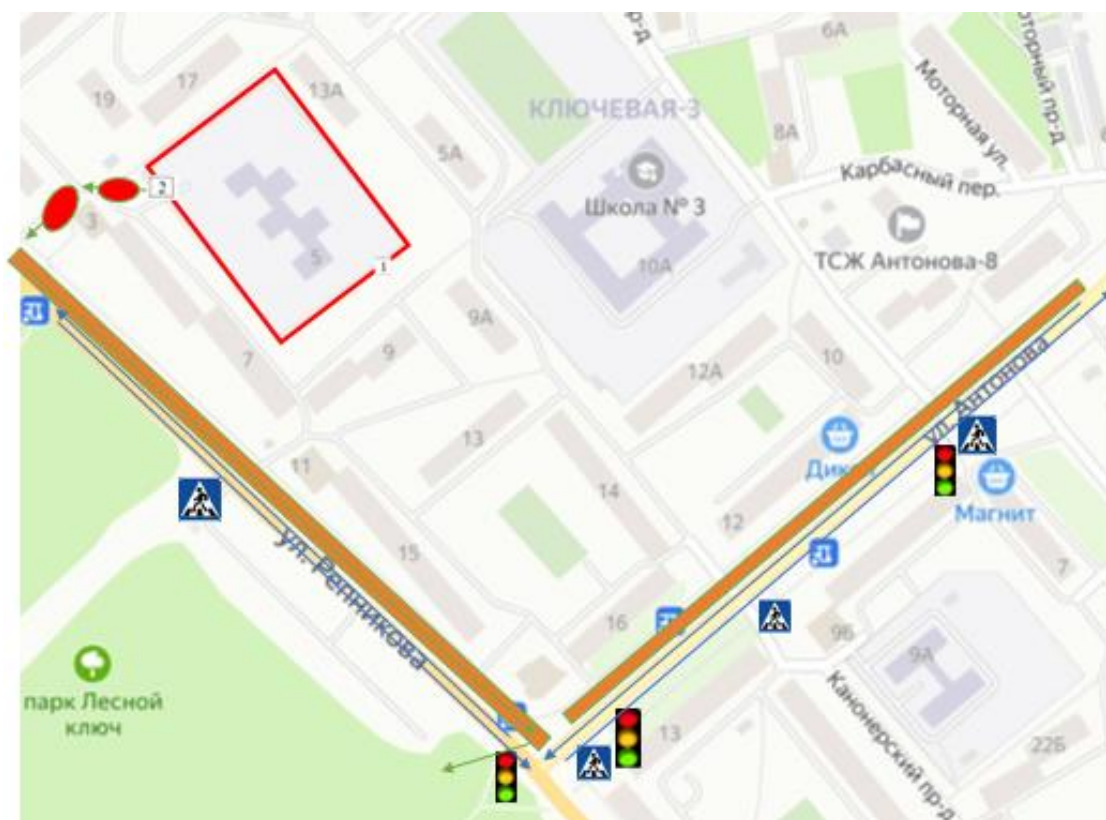 6А
17
13А
19
КЛЮЧЕВАЯ-3
5А
8А
Моторная ул.
Моторный пр-д
р-д
Школа № 3
Карбасный пер.
2
3
5
1
10А
ТСЖ Антонова-8
7
9А
9
12А
10
ул. Антонова
11
13
14
12
Магнит
15
7
ул. Репникова
16
9Б
9А
парк Лесной
ключ
13
Канонерский пр-д
22Б